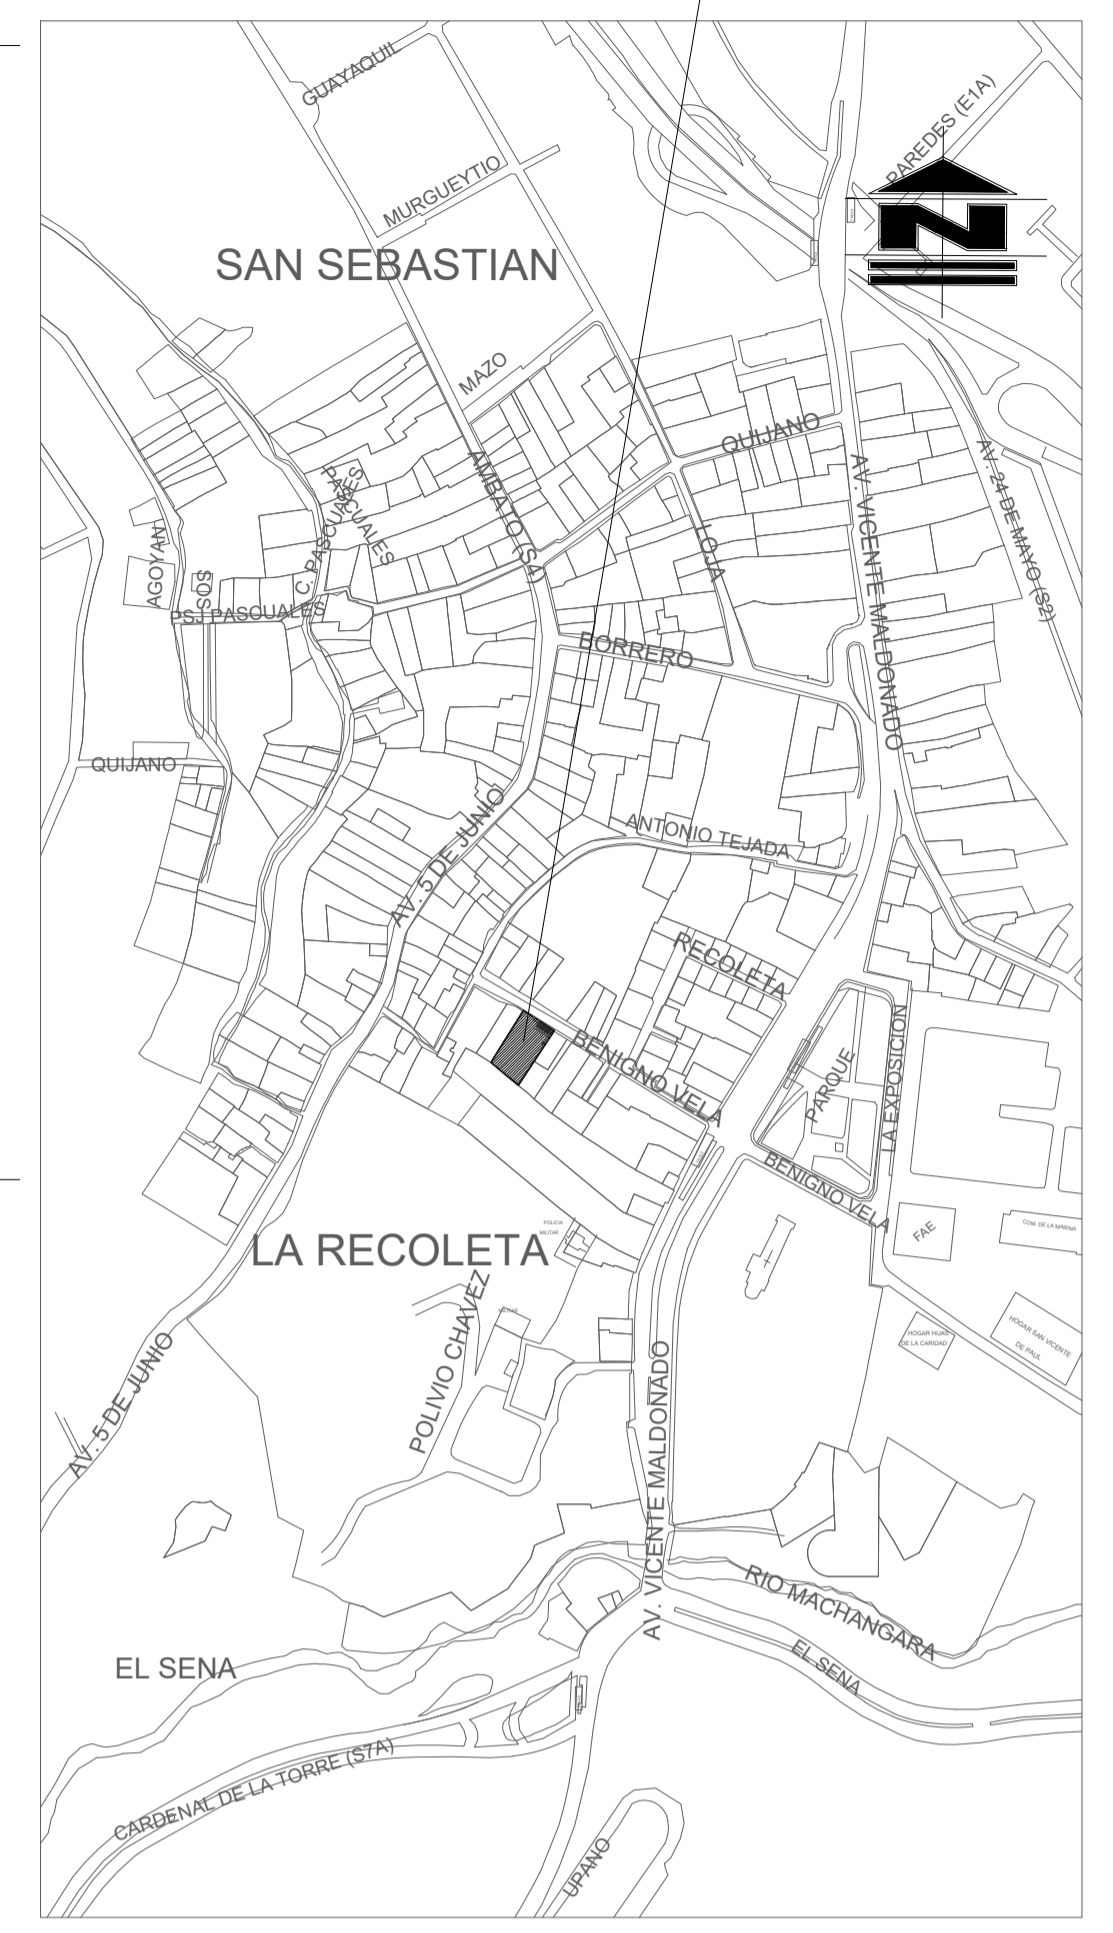 GUAYAQUIL
PAREDES (E1A)
MURGUEYTIO
N
SAN SEBASTIAN
MAZO
QUIJANO
AV. 24 DE MAYO (S2)
AMBATO (S4)
PASCUALES
PASCUALES
C. PASCUALES
AV. VICENTE MALDONADO
LOJA
AGOYAN
SOS
PSJ PASCUALES
BORRERO
QUIJANO
AV. 5 DE JUNIO
ANTONIO TEJADA
RECOLETA
BENIGNO VELA
PARQUE
LA EXPOSICION
BENIGNO VELA
POLICIA
MILITAR
FAE
COM. DE LA MARINA
LA RECOLETA
POLIVIO CHAVEZ
MILITAR
HOGAR HIJAS
DE LA CARIDAD
HOGAR SAN VICENTE
DE PAUL
AV. 5 DE JUNIO
AV. VICENTE MALDONADO
RIO MACHANGARA
EL SENA
EL SENA
CARDENAL DE LA TORRE (S7A)
UPANO